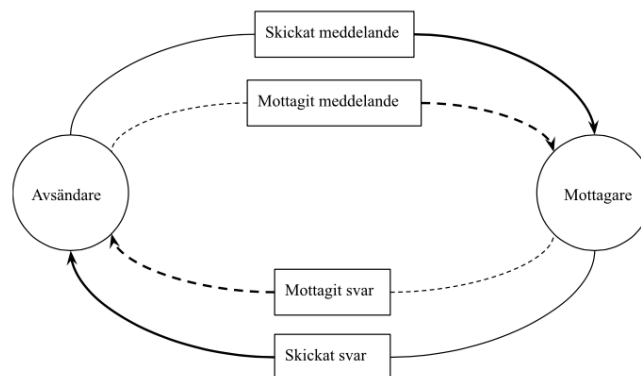 Skickat meddelande
Mottagit meddelande
Avsändare
Mottagare
Mottagit svar
Skickat svar